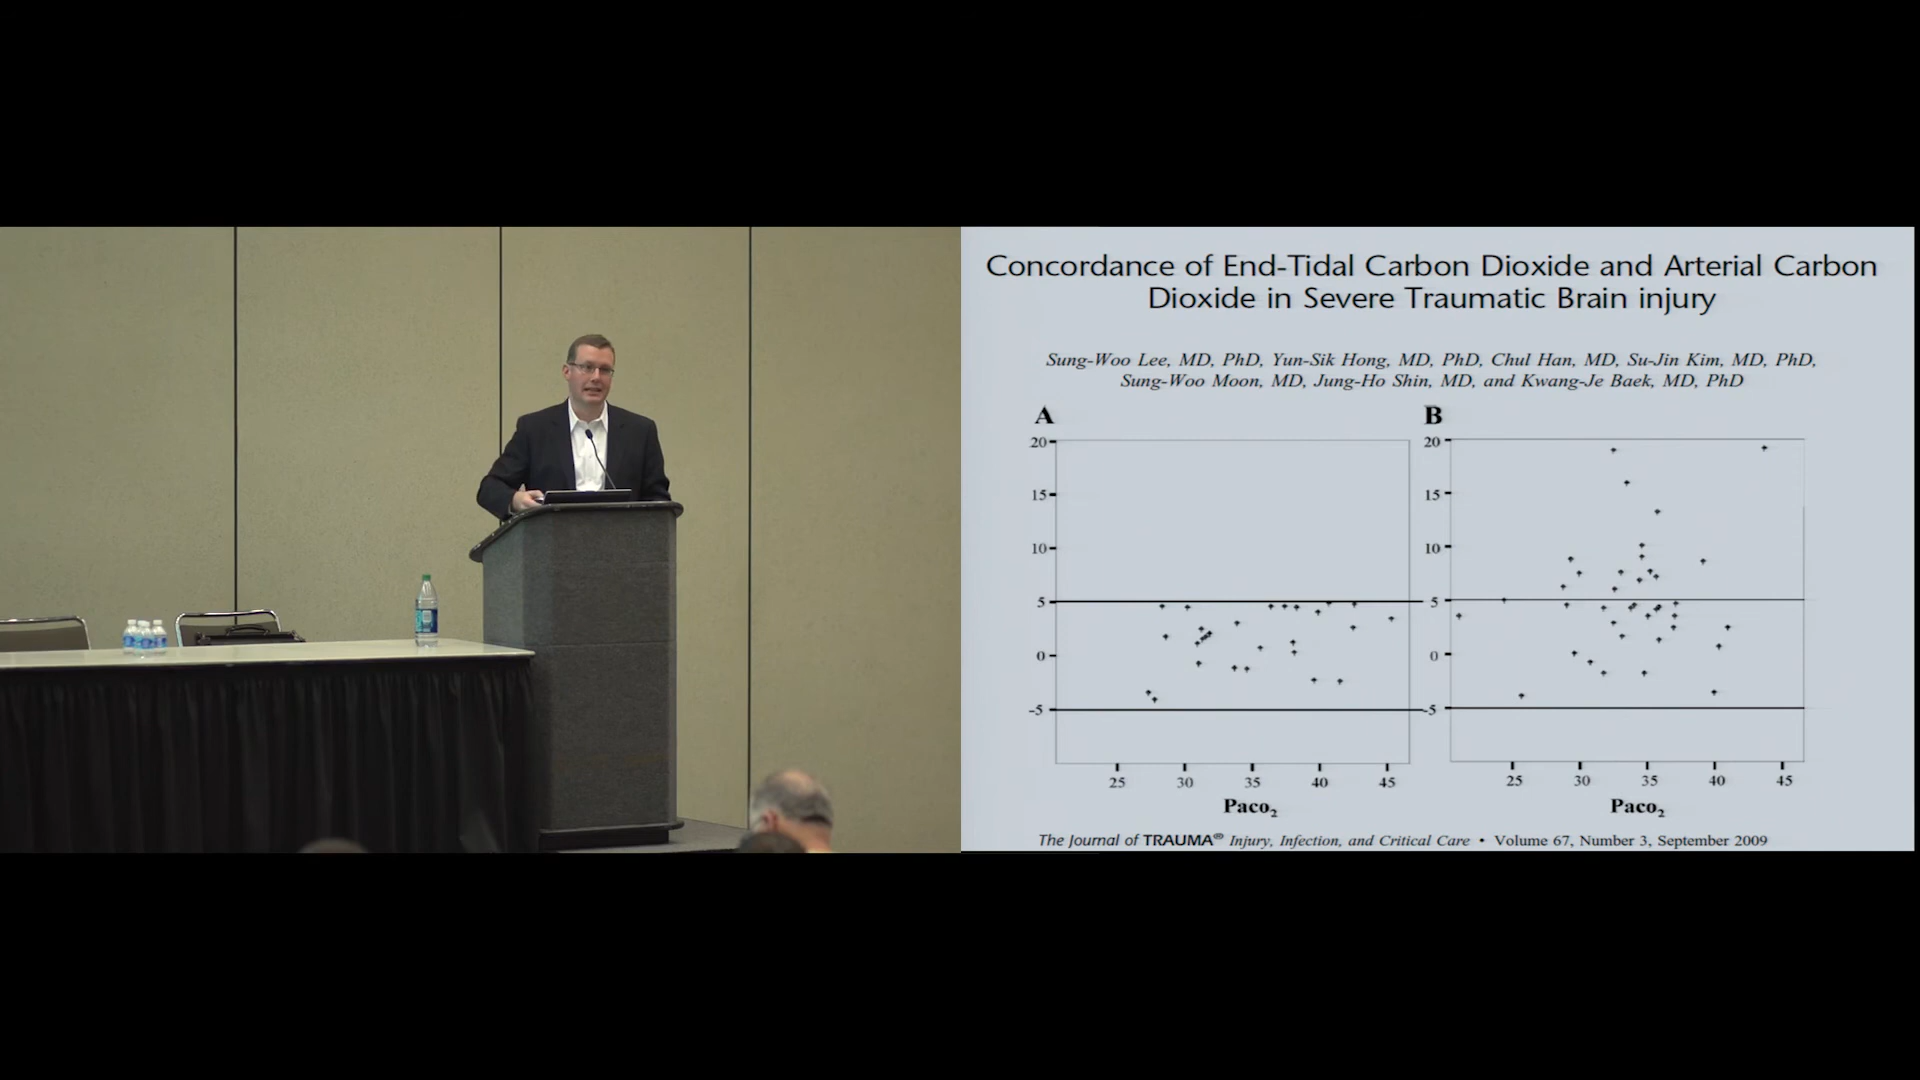 Concordance of End-Tidal Carbon Dioxide and Arterial Carbon
Dioxide in Severe Traumatic Brain injury
Sung-Woo Lee, MD, PhD, Yun-Sik Hong, MD, PhD, Chul Han, MD, Su-Jin Kim, MD, PhD,
Sung-Woo Moon, MD, Jung-Ho Shin, MD, and Kwang-Je Baek, MD, PhD
A
20
15
10
5
0
-5
25 30 35 40 45
Paco2
B
20
15
10
5
0
-5
25 30 35 40 45
Paco2
The Journal of TRAUMA® Injury, Infection, and Critical Care • Volume 67, Number 3, September 2009